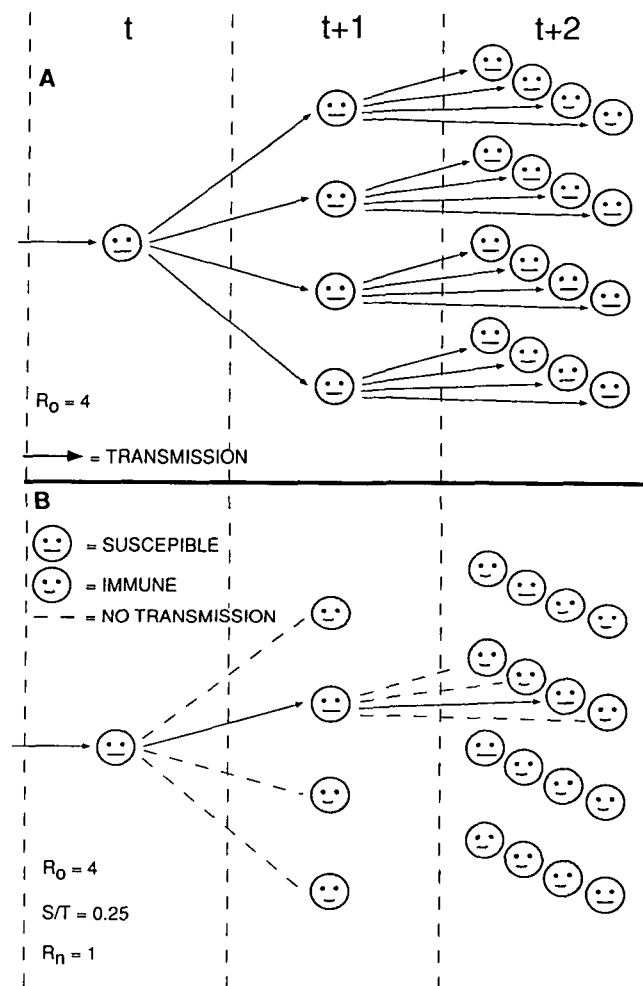 t t+1 t+2
A
R₀ = 4
= TRANSMISSION
B
= SUSCEPIBLE
= IMMUNE
= NO TRANSMISSION
R₀ = 4
S/T = 0.25
Rₙ = 1